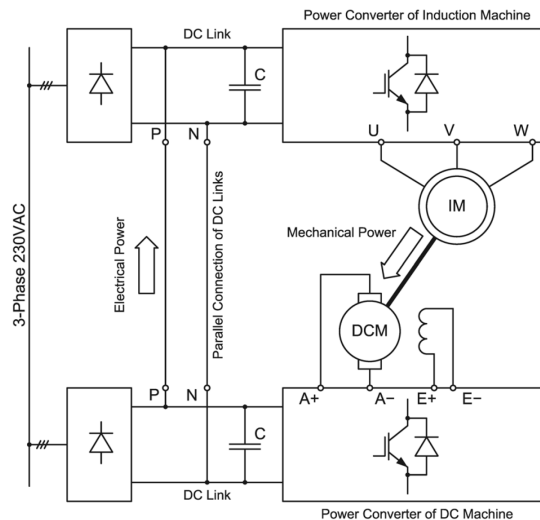 Power Converter of Induction Machine
DC Link
C
P
N
U
V
W
IM
Mechanical Power
3-Phase 230VAC
Electrical Power
Parallel Connection of DC Links
DCM
P
N
A+
A−
E+
E−
C
DC Link
Power Converter of DC Machine